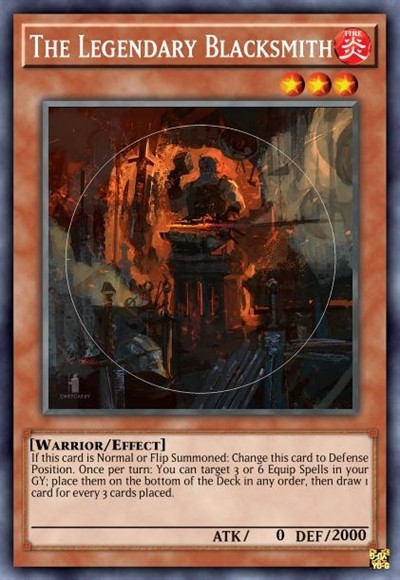 THE LEGENDARY BLACKSMITH
FIRE
炎
[WARRIOR/EFFECT]
If this card is Normal or Flip Summoned: Change this card to Defense
Position. Once per turn: You can target 3 or 6 Equip Spells in your
GY; place them on the bottom of the Deck in any order, then draw 1
card for every 3 cards placed.
ATK/ 0 DEF/2000